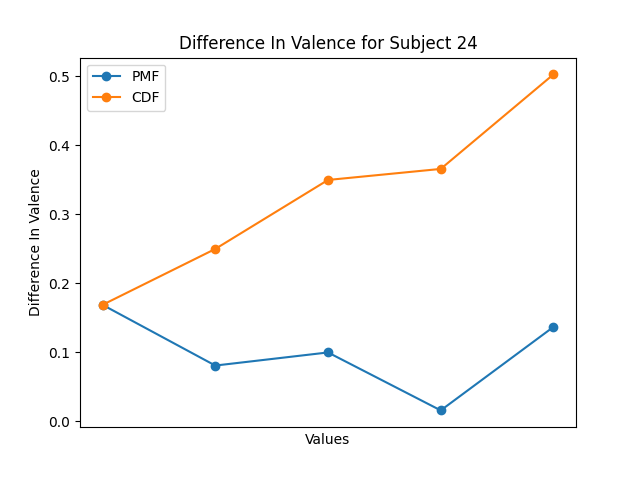 Difference In Valence for Subject 24
PMF
CDF
0.5
0.4
0.3
0.2
0.1
0.0
Difference In Valence
Values